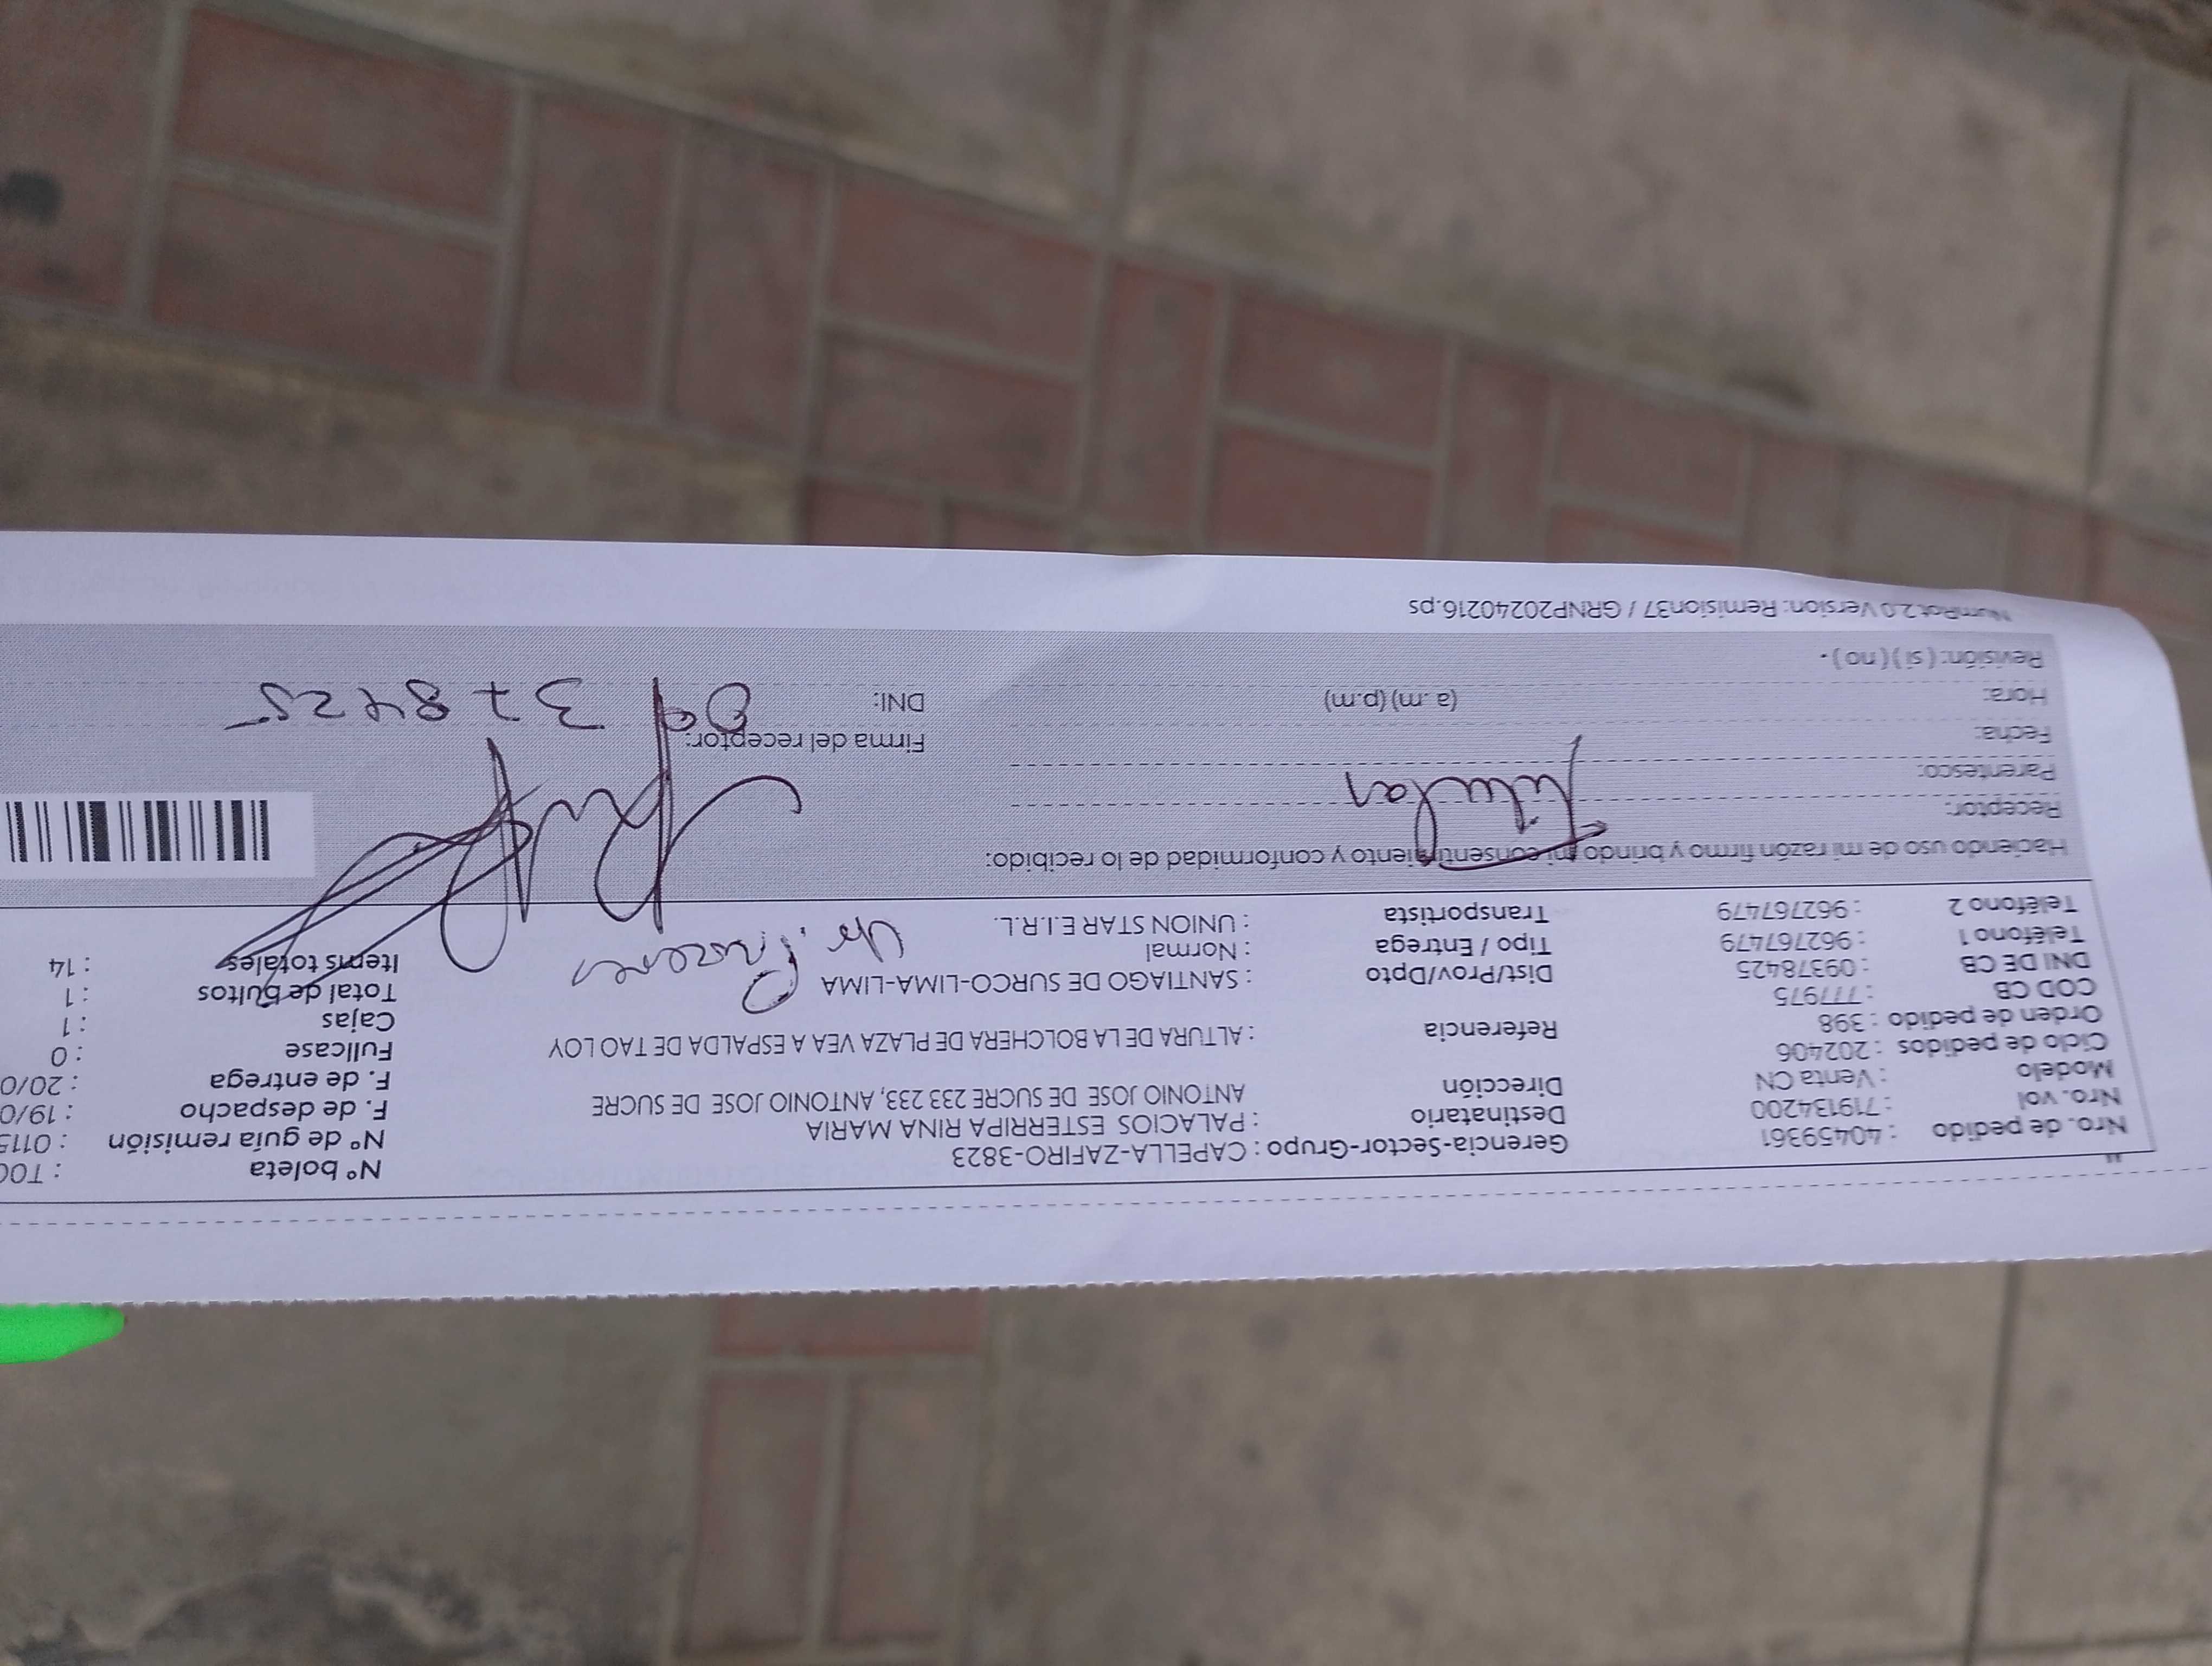 Nro. de pedido : 40459361
Nro. vol : 719134200
Modelo : Venta CN
Ciclo de pedidos : 202406
Orden de pedido : 398
COD CB : 777975
DNI DE CB : 09378425
Teléfono 1 : 962767479
Teléfono 2 : 962767479
Gerencia-Sector-Grupo : CAPELLA-ZAFIRO-3823
Destinatario : PALACIOS ESTERRIPA RINA MARIA
Dirección ANTONIO JOSE DE SUCRE 233 233, ANTONIO JOSE DE SUCRE
Referencia : ALTURA DE LA BOLCHERA DE PLAZA VEA A ESPALDA DE TAO LOY
Dist/Prov/Dpto : SANTIAGO DE SURCO-LIMA-LIMA
Tipo / Entrega : Normal
Transportista : UNION STAR E.I.R.L.
Nº boleta : T00
Nº de guía remisión : 0115
F. de despacho : 19/0
F. de entrega : 20/0
Fullcase : 0
Cajas : 1
Total de bultos : 1
Items totales : 14
Haciendo uso de mi razón firmo y brindo mi consentimiento y conformidad de lo recibido:
Receptor:
Parentesco: Titular
Fecha:
Hora: (a.m) (p.m)
Revisión: ( si ) ( no ).
Firma del receptor:
DNI: 09378425
NumRot 2.0 Version: Remision37 / GRNP20240216.ps